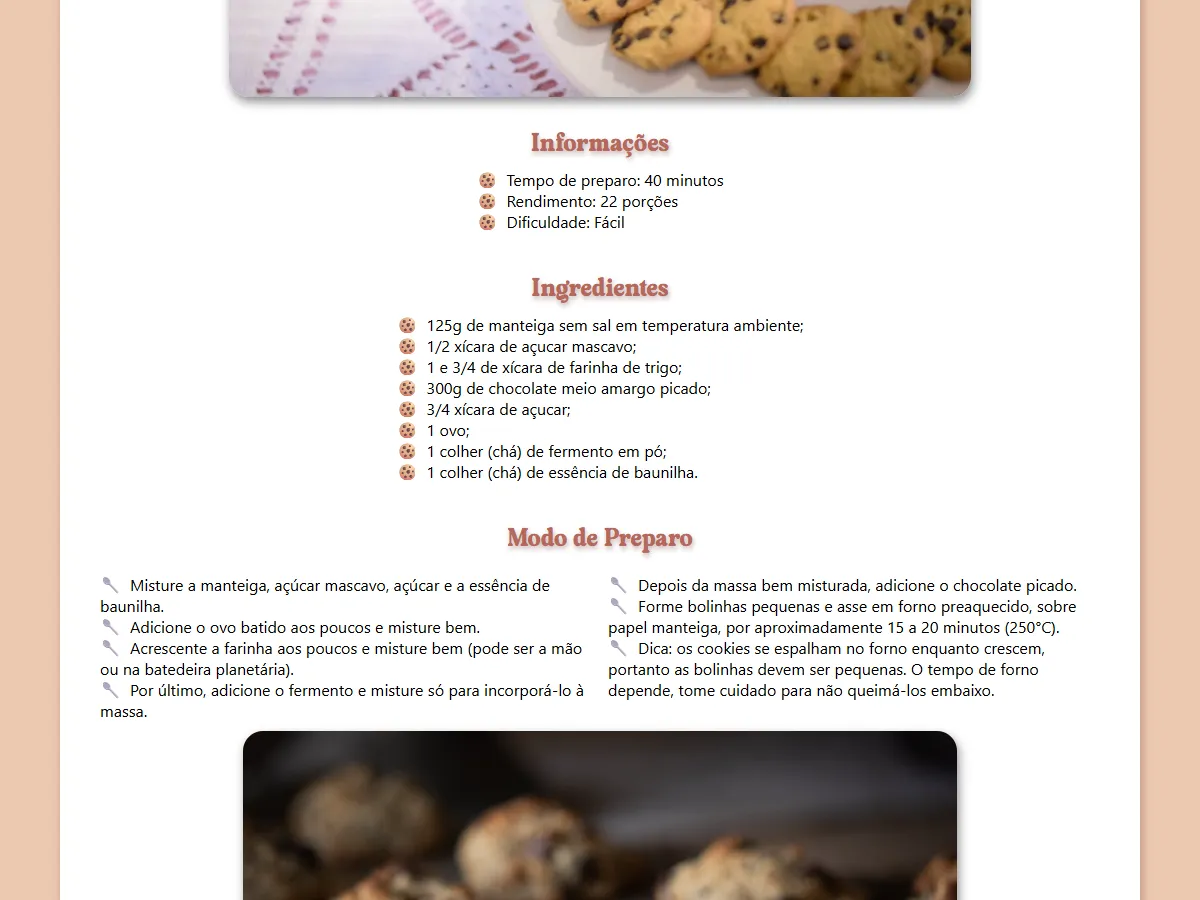 Informações
Tempo de preparo: 40 minutos
Rendimento: 22 porções
Dificuldade: Fácil
Ingredientes
125g de manteiga sem sal em temperatura ambiente;
1/2 xícara de açucar mascavo;
1 e 3/4 de xícara de farinha de trigo;
300g de chocolate meio amargo picado;
3/4 xícara de açucar;
1 ovo;
1 colher (chá) de fermento em pó;
1 colher (chá) de essência de baunilha.
Modo de Preparo
Misture a manteiga, açúcar mascavo, açúcar e a essência de
baunilha.
Adicione o ovo batido aos poucos e misture bem.
Acrescente a farinha aos poucos e misture bem (pode ser a mão
ou na batedeira planetária).
Por último, adicione o fermento e misture só para incorporá-lo à
massa.
Depois da massa bem misturada, adicione o chocolate picado.
Forme bolinhas pequenas e asse em forno preaquecido, sobre
papel manteiga, por aproximadamente 15 a 20 minutos (250°C).
Dica: os cookies se espalham no forno enquanto crescem,
portanto as bolinhas devem ser pequenas. O tempo de forno
depende, tome cuidado para não queimá-los embaixo.